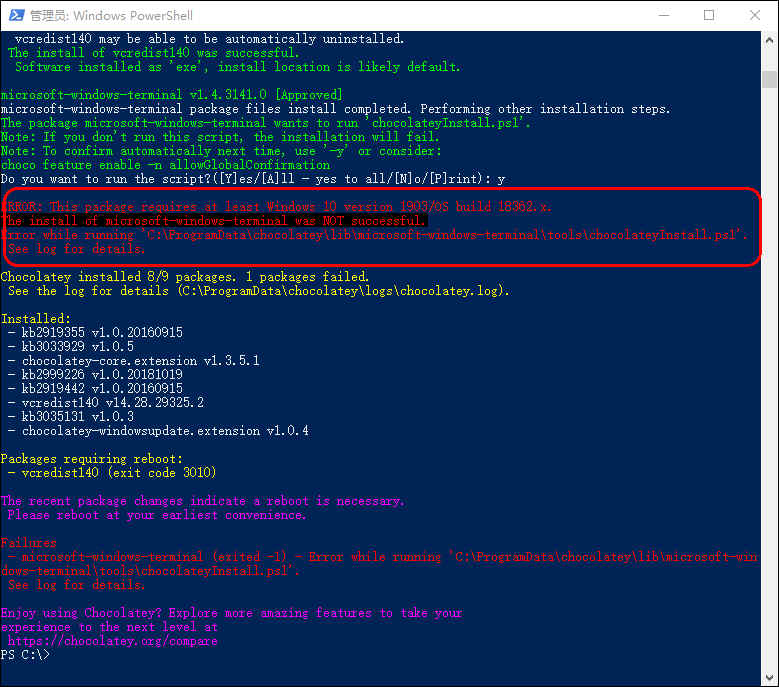 管理员: Windows PowerShell
vcredist140 may be able to be automatically uninstalled.
The install of vcredist140 was successful.
Software installed as 'exe', install location is likely default.
microsoft-windows-terminal v1.4.3141.0 [Approved]
microsoft-windows-terminal package files install completed. Performing other installation steps.
The package microsoft-windows-terminal wants to run 'chocolateyInstall.ps1'.
Note: If you don't run this script, the installation will fail.
Note: To confirm automatically next time, use '-y' or consider:
choco feature enable -n allowGlobalConfirmation
Do you want to run the script?([Y]es/[A]ll - yes to all/[N]o/[P]rint): y
ERROR: This package requires at least Windows 10 version 1903/OS build 18362.x.
The install of microsoft-windows-terminal was NOT successful.
Error while running 'C:\ProgramData\chocolatey\lib\microsoft-windows-terminal\tools\chocolateyInstall.ps1'.
See log for details.
Chocolatey installed 8/9 packages. 1 packages failed.
See the log for details (C:\ProgramData\chocolatey\logs\chocolatey.log).
Installed:
- kb2919355 v1.0.20160915
- kb3033929 v1.0.5
- chocolatey-core.extension v1.3.5.1
- kb2999226 v1.0.20181019
- kb2919442 v1.0.20160915
- vcredist140 v14.28.29325.2
- kb3035131 v1.0.3
- chocolatey-windowsupdate.extension v1.0.4
Packages requiring reboot:
- vcredist140 (exit code 3010)
The recent package changes indicate a reboot is necessary.
Please reboot at your earliest convenience.
Failures
- microsoft-windows-terminal (exited -1) - Error while running 'C:\ProgramData\chocolatey\lib\microsoft-win
dows-terminal\tools\chocolateyInstall.ps1'.
See log for details.
Enjoy using Chocolatey? Explore more amazing features to take your
experience to the next level at
https://chocolatey.org/compare
PS C:\>